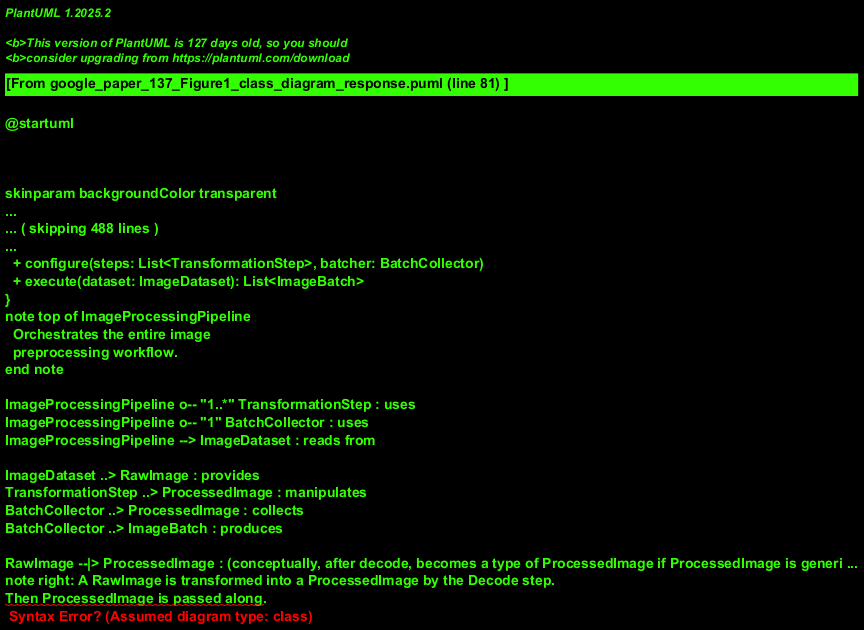 PlantUML 1.2025.2
<b>This version of PlantUML is 127 days old, so you should
<b>consider upgrading from https://plantuml.com/download
[From google_paper_137_Figure1_class_diagram_response.puml (line 81) ]
@startuml
skinparam backgroundColor transparent
...
... ( skipping 488 lines )
...
+ configure(steps: List<TransformationStep>, batcher: BatchCollector)
+ execute(dataset: ImageDataset): List<ImageBatch>
}
note top of ImageProcessingPipeline
Orchestrates the entire image
preprocessing workflow.
end note
ImageProcessingPipeline o-- "1..*" TransformationStep : uses
ImageProcessingPipeline o-- "1" BatchCollector : uses
ImageProcessingPipeline --> ImageDataset : reads from
ImageDataset ..> RawImage : provides
TransformationStep ..> ProcessedImage : manipulates
BatchCollector ..> ProcessedImage : collects
BatchCollector ..> ImageBatch : produces
RawImage --|> ProcessedImage : (conceptually, after decode, becomes a type of ProcessedImage if ProcessedImage is generi ...
note right: A RawImage is transformed into a ProcessedImage by the Decode step.
Then ProcessedImage is passed along.
Syntax Error? (Assumed diagram type: class)